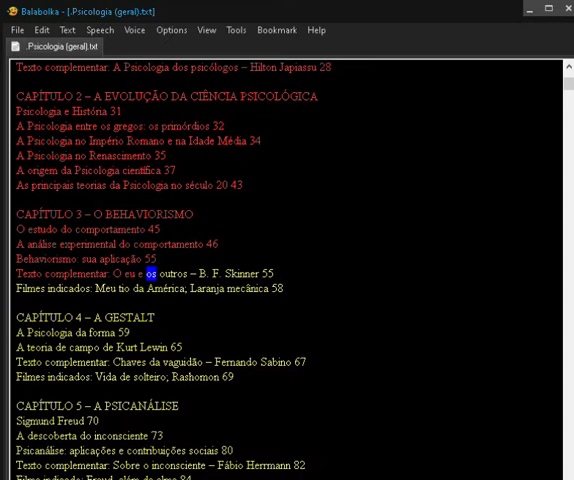 Balabolka - [.Psicologia (geral).txt]
File Edit Text Speech Voice Options View Tools Bookmark Help
.Psicologia (geral).txt
Texto complementar: A Psicologia dos psicólogos – Hilton Japiassu 28
CAPÍTULO 2 – A EVOLUÇÃO DA CIÊNCIA PSICOLÓGICA
Psicologia e História 31
A Psicologia entre os gregos: os primórdios 32
A Psicologia no Império Romano e na Idade Média 34
A Psicologia no Renascimento 35
A origem da Psicologia científica 37
As principais teorias da Psicologia no século 20 43
CAPÍTULO 3 – O BEHAVIORISMO
O estudo do comportamento 45
A análise experimental do comportamento 46
Behaviorismo: sua aplicação 55
Texto complementar: O eu e os outros – B. F. Skinner 55
Filmes indicados: Meu tio da América; Laranja mecânica 58
CAPÍTULO 4 – A GESTALT
A Psicologia da forma 59
A teoria de campo de Kurt Lewin 65
Texto complementar: Chaves da vaguidão – Fernando Sabino 67
Filmes indicados: Vida de solteiro; Rashomon 69
CAPÍTULO 5 – A PSICANÁLISE
Sigmund Freud 70
A descoberta do inconsciente 73
Psicanálise: aplicações e contribuições sociais 80
Texto complementar: Sobre o inconsciente – Fábio Herrmann 82
Filmes indicados: Freud, além da alma 84